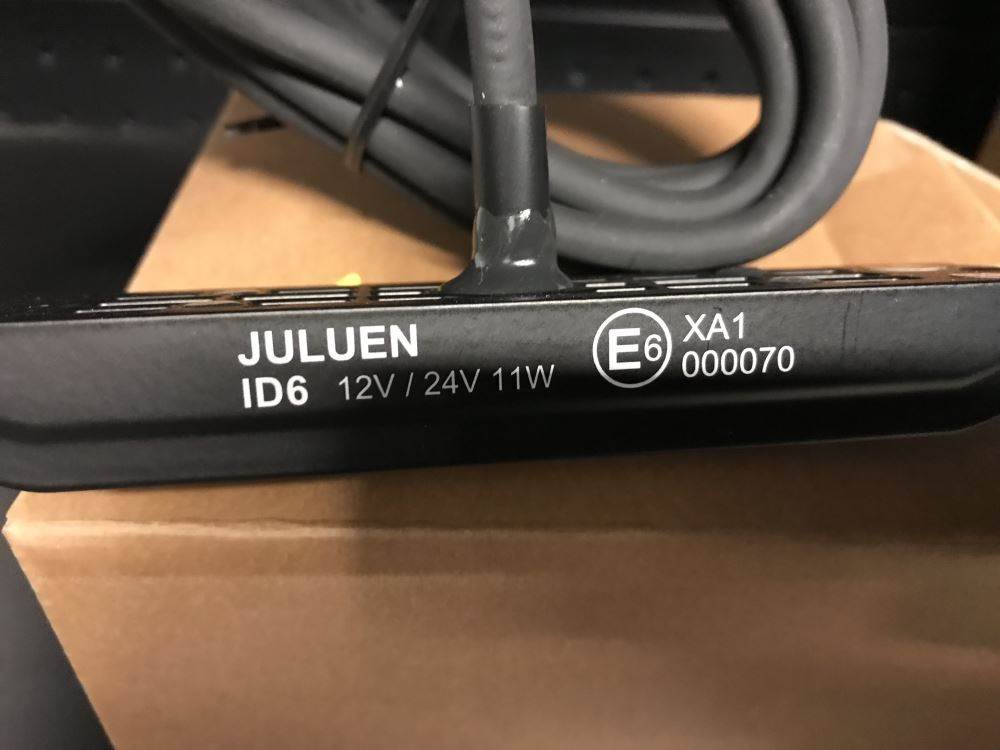 JULUEN
ID6 12V / 24V 11W
E6
XA1
000070